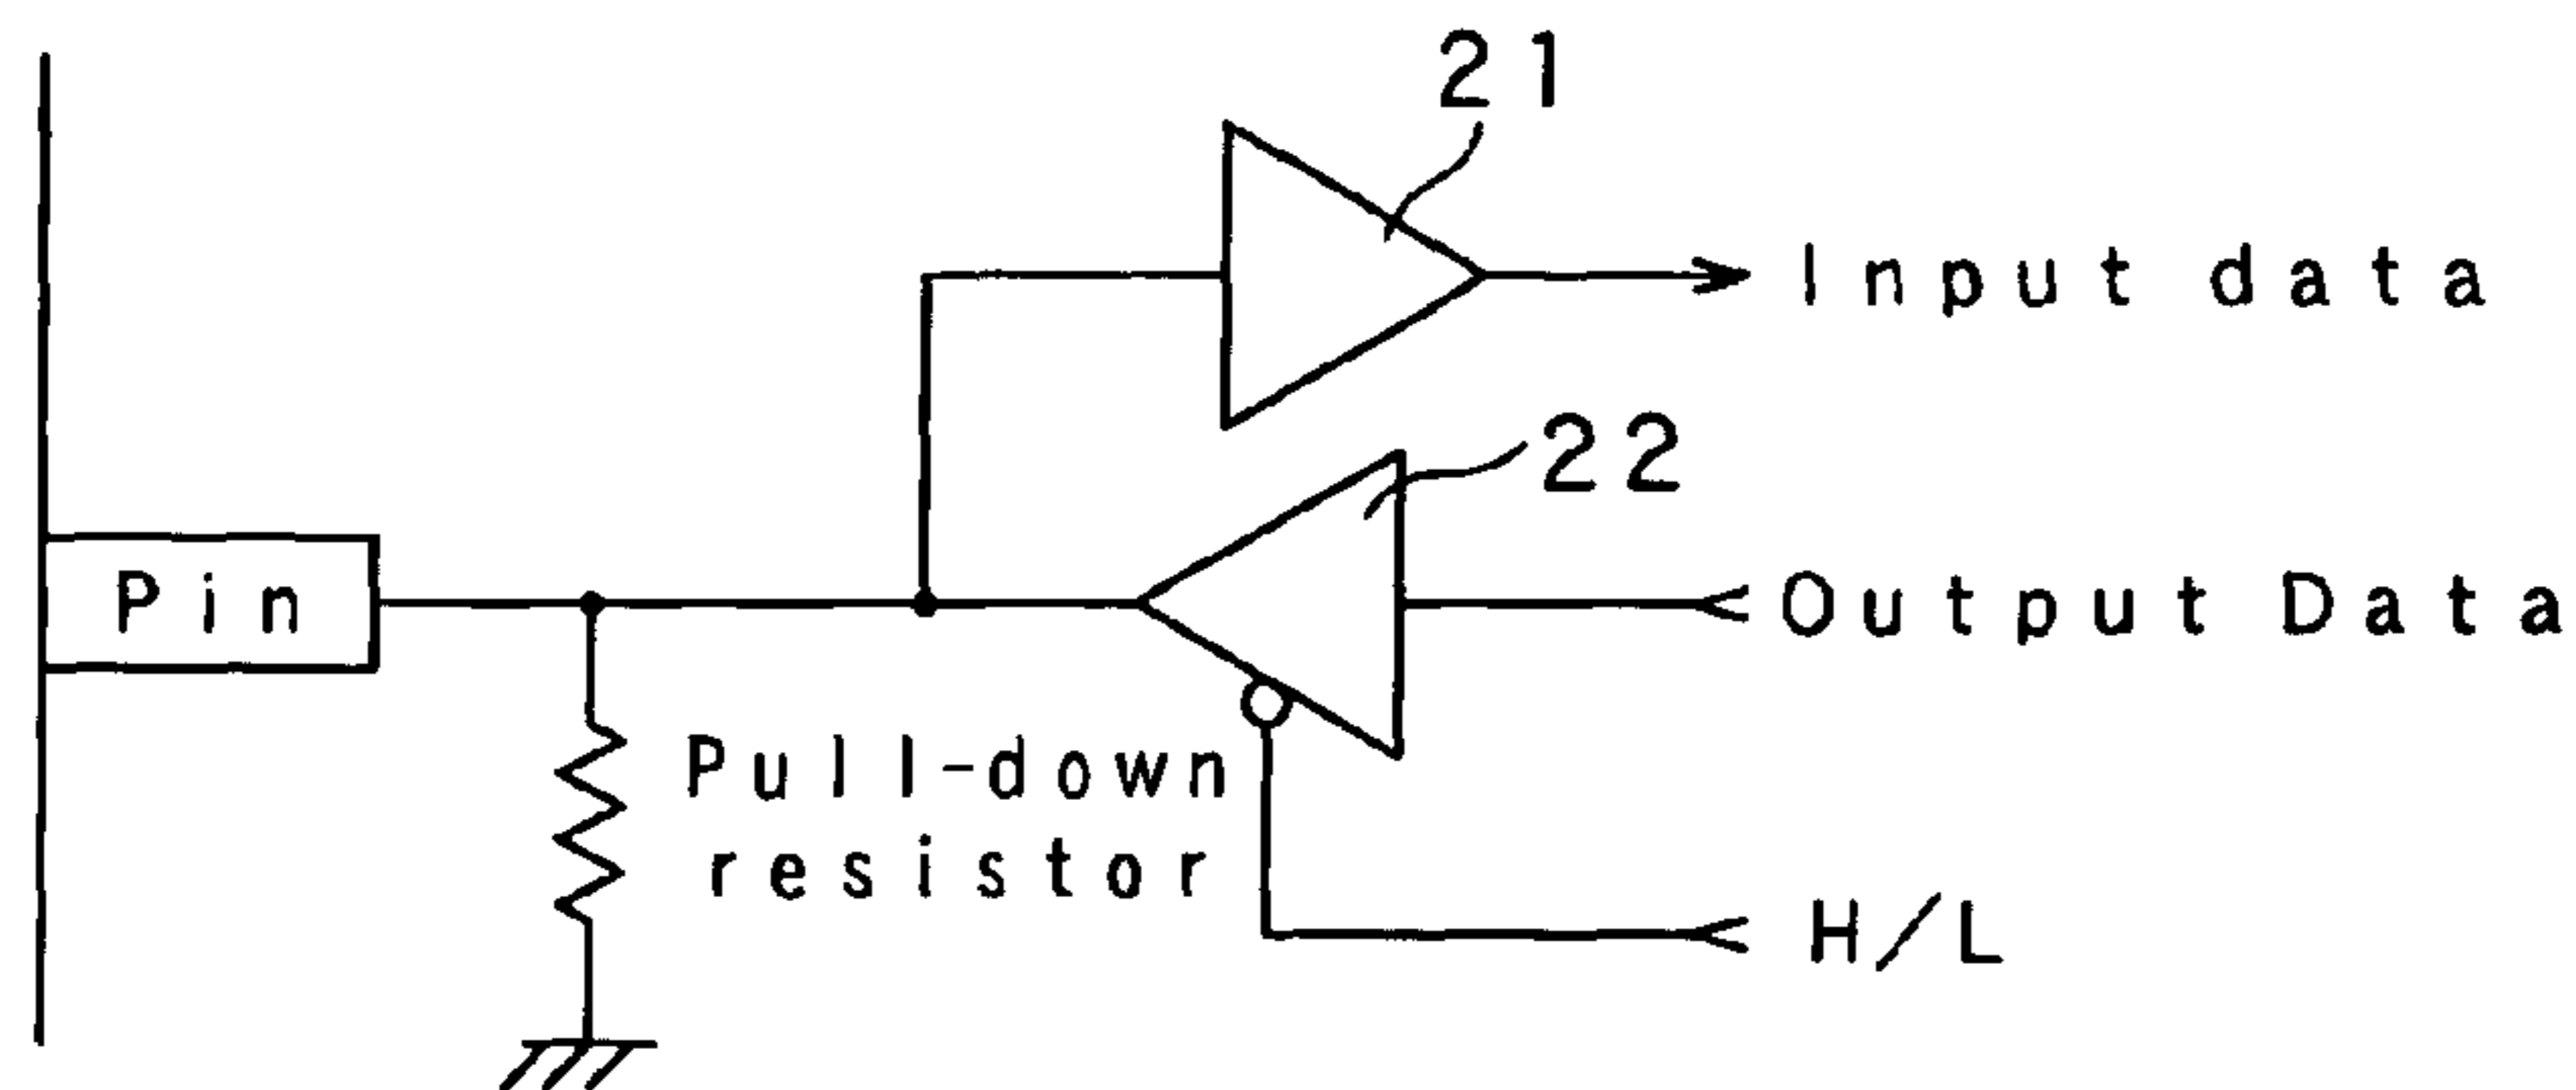 21
Input data
22
Pin
Output Data
Pull-down
resistor
H/L